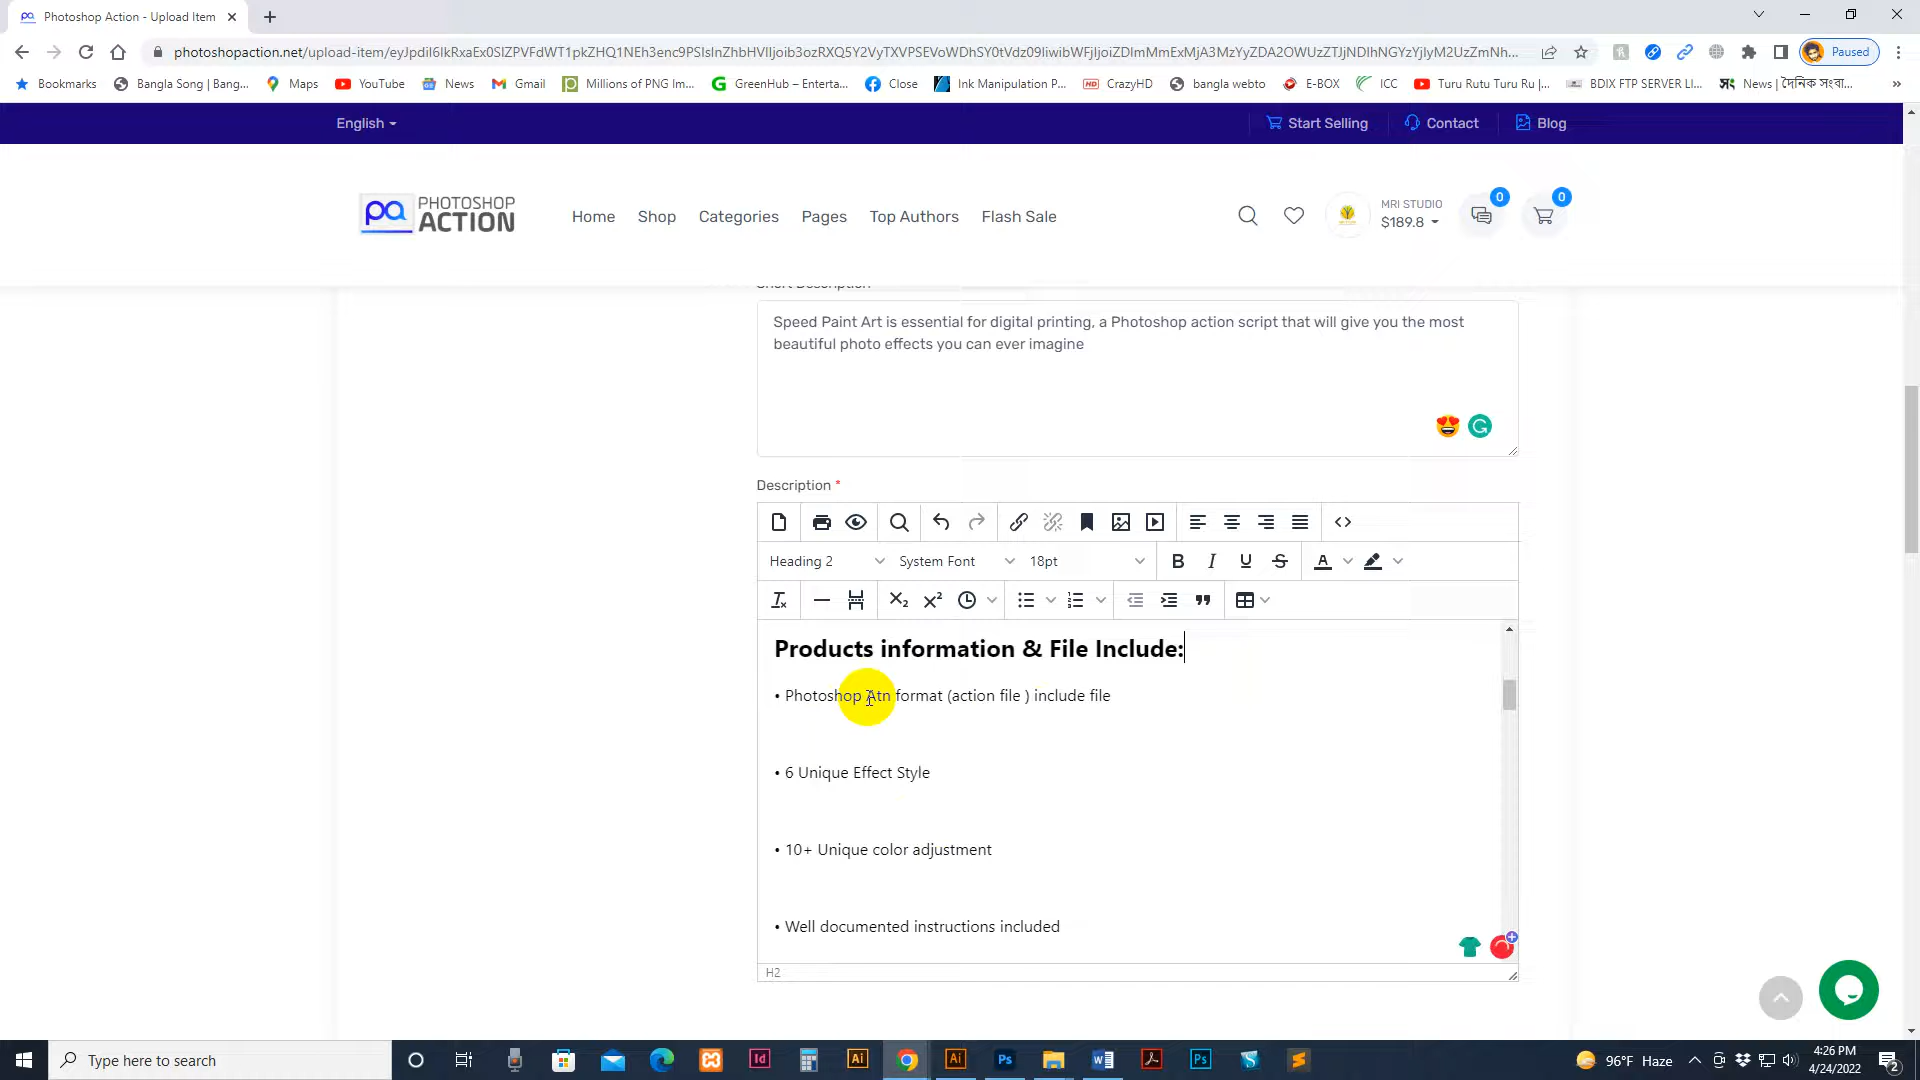 Photoshop Action - Upload Item
photoshopaction.net/upload-item/
Paused
Bookmarks
Bangla Song | Bang...
Maps
YouTube
News
Gmail
Millions of PNG Im...
GreenHub – Enterta...
Close
Ink Manipulation P...
CrazyHD
bangla webto
E-BOX
ICC
Turu Rutu Turu Ru |...
BDIX FTP SERVER LI...
News | দৈনিক সংবা...
English
Start Selling
Contact
Blog
pa PHOTOSHOP ACTION
Home
Shop
Categories
Pages
Top Authors
Flash Sale
MRI STUDIO
$189.8
0
0
Short Description
Speed Paint Art is essential for digital printing, a Photoshop action script that will give you the most
beautiful photo effects you can ever imagine
Description *
Heading 2
System Font
18pt
Products information & File Include:
• Photoshop Atn format (action file ) include file
• 6 Unique Effect Style
• 10+ Unique color adjustment
• Well documented instructions included
H2
Type here to search
96°F Haze
4:26 PM
4/24/2022
2